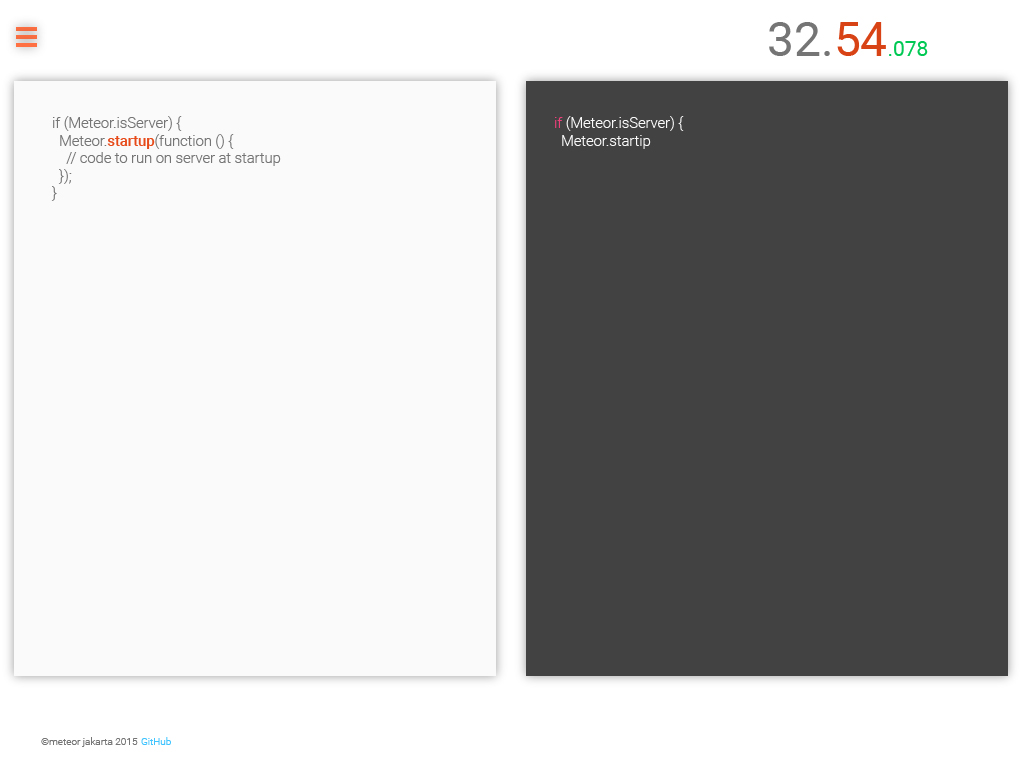 32.54.078
if (Meteor.isServer) {
Meteor.startup(function () {
// code to run on server at startup
});
}
if (Meteor.isServer) {
Meteor.startip
©meteor jakarta 2015 GitHub